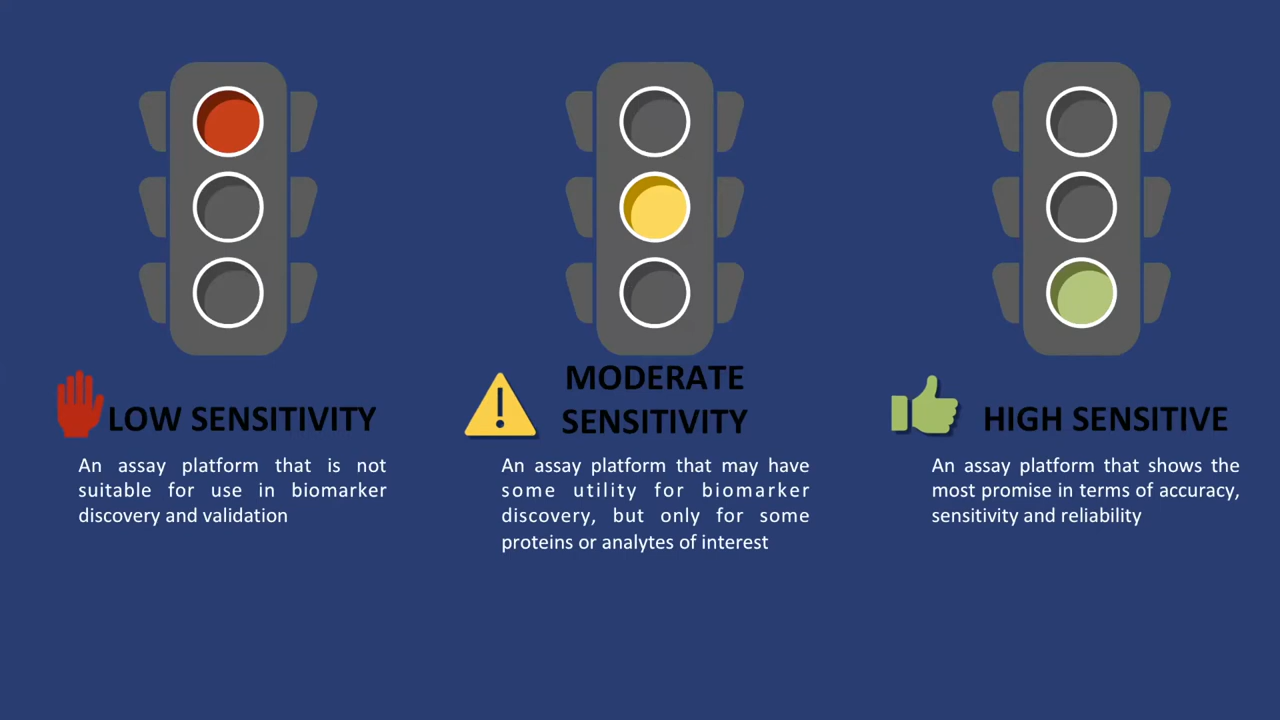 LOW SENSITIVITY
An assay platform that is not
suitable for use in biomarker
discovery and validation
MODERATE
SENSITIVITY
An assay platform that may have
some utility for biomarker
discovery, but only for some
proteins or analytes of interest
HIGH SENSITIVE
An assay platform that shows the
most promise in terms of accuracy,
sensitivity and reliability